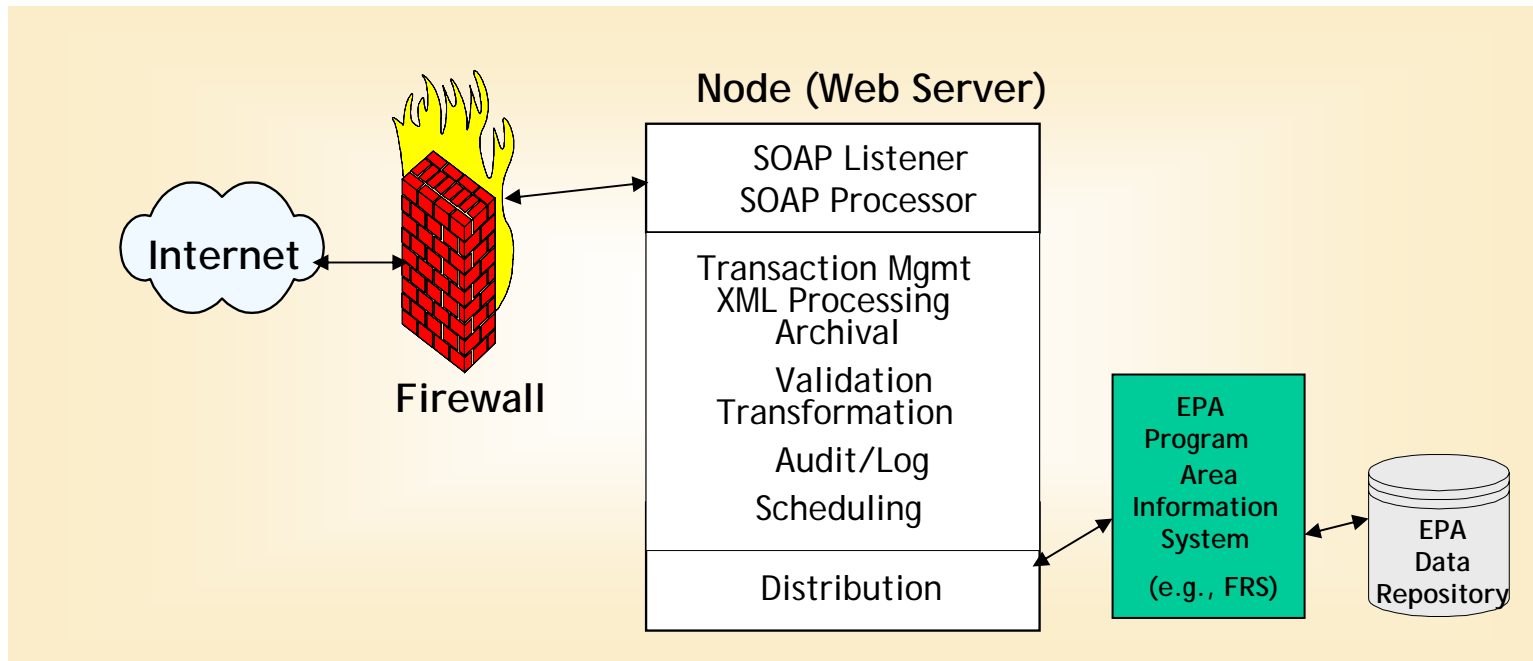 Node (Web Server)
SOAP Listener
SOAP Processor
Internet
Transaction Mgmt
XML Processing
Archival
Validation
Transformation
Audit/Log
Scheduling
Distribution
Firewall
EPA
Program
Area
Information
System
(e.g., FRS)
EPA
Data
Repository